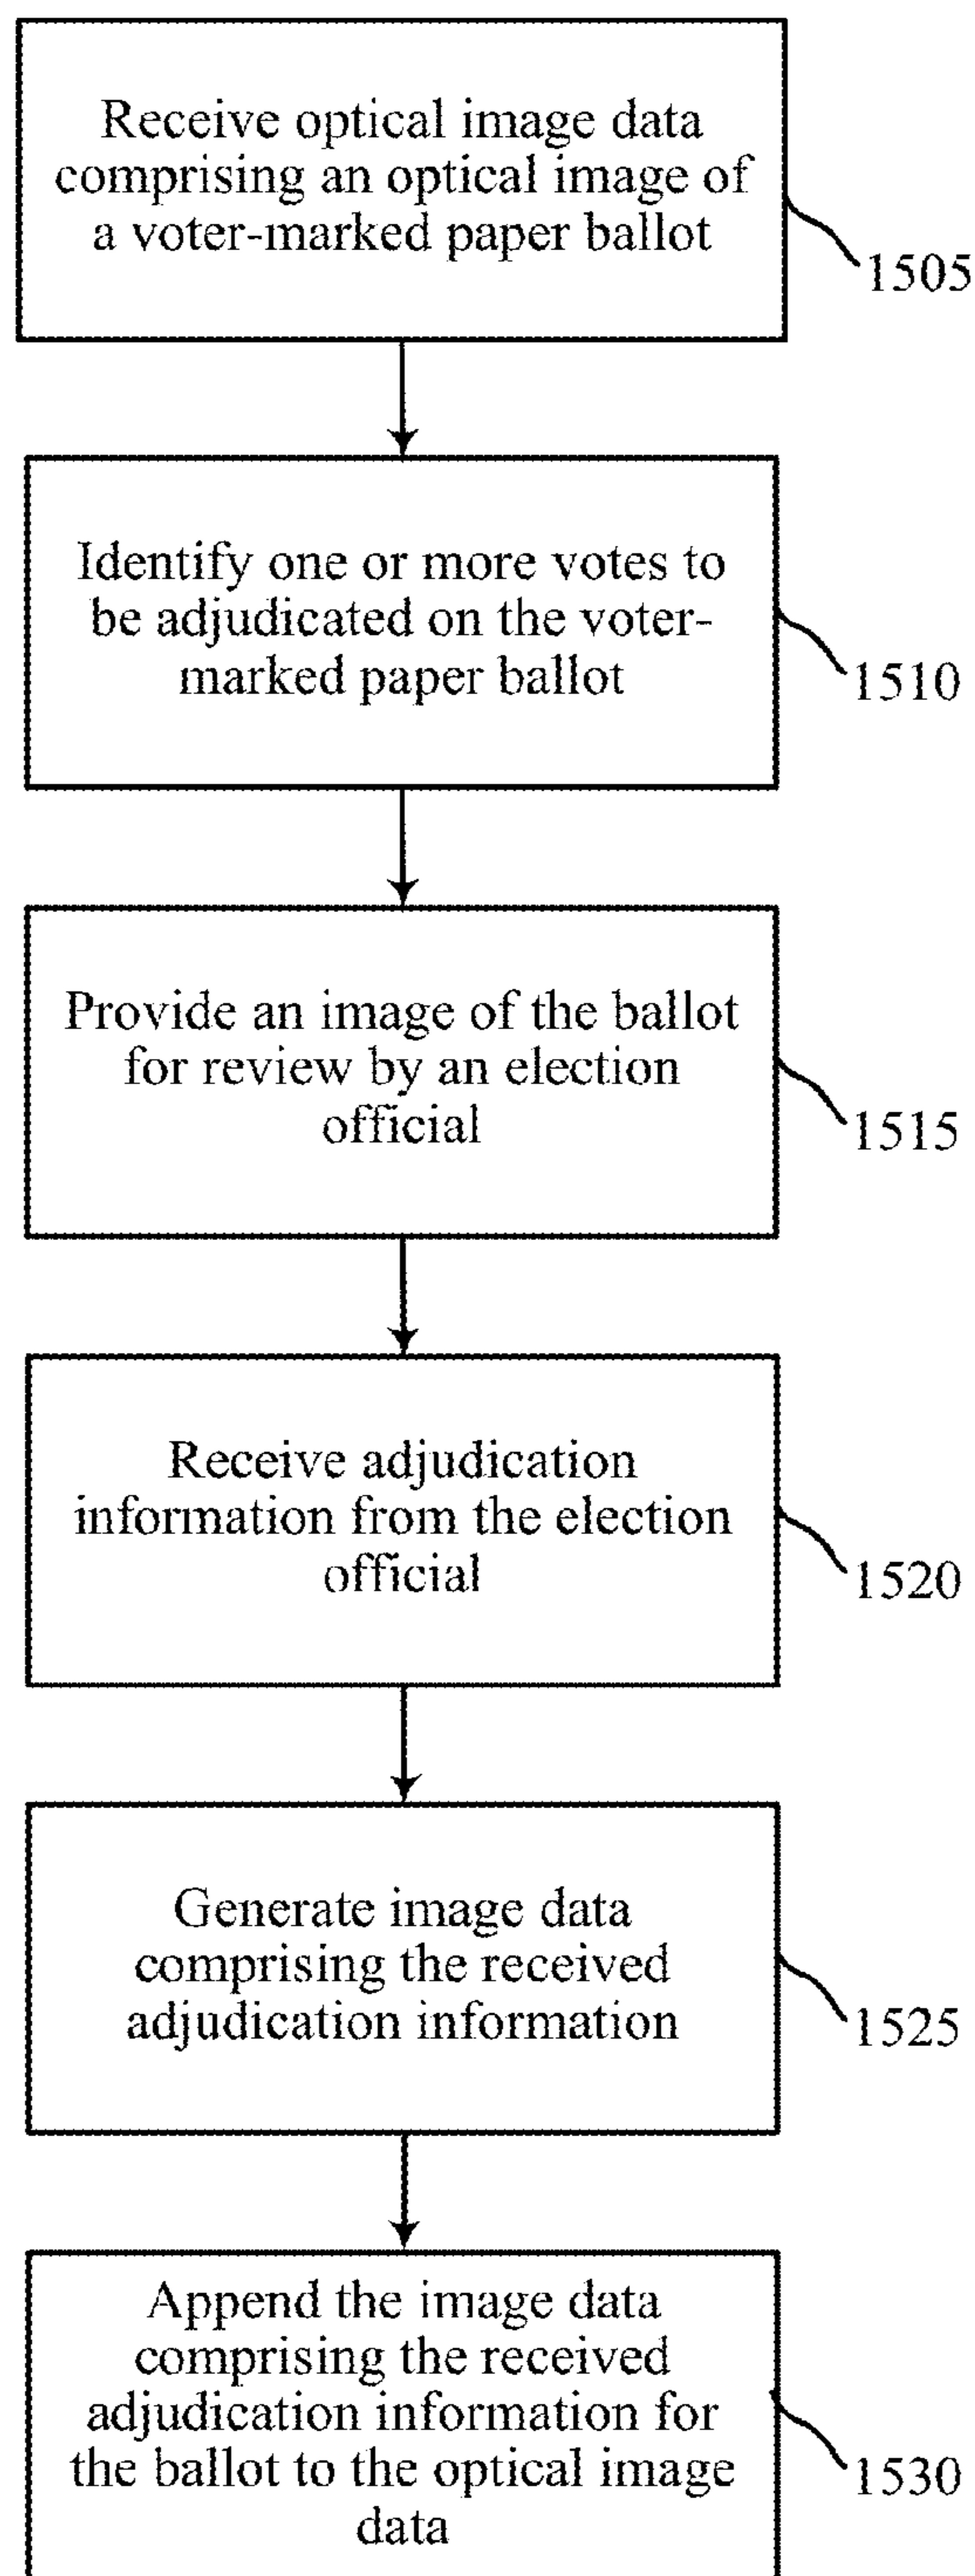 Receive optical image data
comprising an optical image of
a voter-marked paper ballot
1505
Identify one or more votes to
be adjudicated on the voter-
marked paper ballot
1510
Provide an image of the ballot
for review by an election
official
1515
Receive adjudication
information from the election
official
1520
Generate image data
comprising the received
adjudication information
1525
Append the image data
comprising the received
adjudication information for
the ballot to the optical image
data
1530